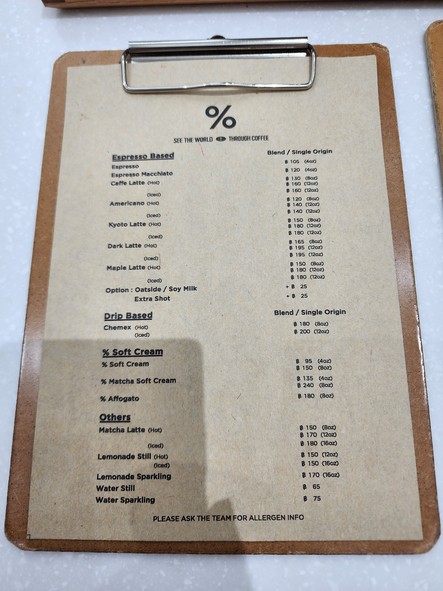 %
SEE THE WORLD THROUGH COFFEE
Espresso Based Blend / Single Origin
Espresso ฿ 105 (4oz)
Espresso Macchiato ฿ 120 (4oz)
Caffe Latte (Hot) ฿ 130 (8oz)
฿ 160 (12oz)
(Iced) ฿ 160 (12oz)
Americano (Hot) ฿ 120 (8oz)
฿ 140 (12oz)
(Iced) ฿ 140 (12oz)
Kyoto Latte (Hot) ฿ 150 (8oz)
฿ 180 (12oz)
(Iced) ฿ 180 (12oz)
Dark Latte (Hot) ฿ 165 (8oz)
฿ 195 (12oz)
(Iced) ฿ 195 (12oz)
Maple Latte (Hot) ฿ 150 (8oz)
฿ 180 (12oz)
(Iced) ฿ 180 (12oz)
Option : Oatside / Soy Milk + ฿ 25
Extra Shot + ฿ 25
Drip Based Blend / Single Origin
Chemex (Hot) ฿ 180 (8oz)
(Iced) ฿ 200 (12oz)
% Soft Cream
% Soft Cream ฿ 95 (4oz)
฿ 150 (8oz)
% Matcha Soft Cream ฿ 135 (4oz)
฿ 240 (8oz)
% Affogato ฿ 180 (8oz)
Others
Matcha Latte (Hot) ฿ 150 (8oz)
฿ 170 (12oz)
(Iced) ฿ 180 (16oz)
Lemonade Still (Hot) ฿ 150 (12oz)
(Iced) ฿ 150 (16oz)
Lemonade Sparkling ฿ 170 (16oz)
Water Still ฿ 65
Water Sparkling ฿ 75
PLEASE ASK THE TEAM FOR ALLERGEN INFO